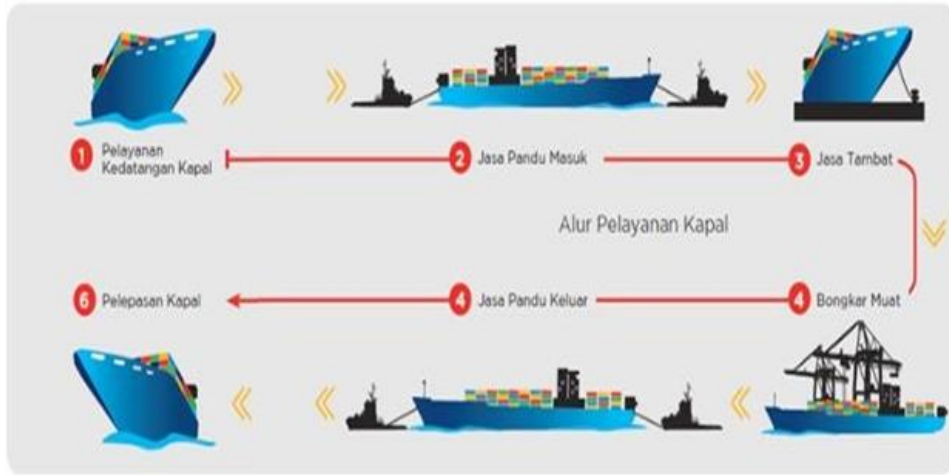 1 Pelayanan
Kedatangan Kapal
2 Jasa Pandu Masuk
3 Jasa Tambat
Alur Pelayanan Kapal
6 Pelepasan Kapal
4 Jasa Pandu Keluar
4 Bongkar Muat